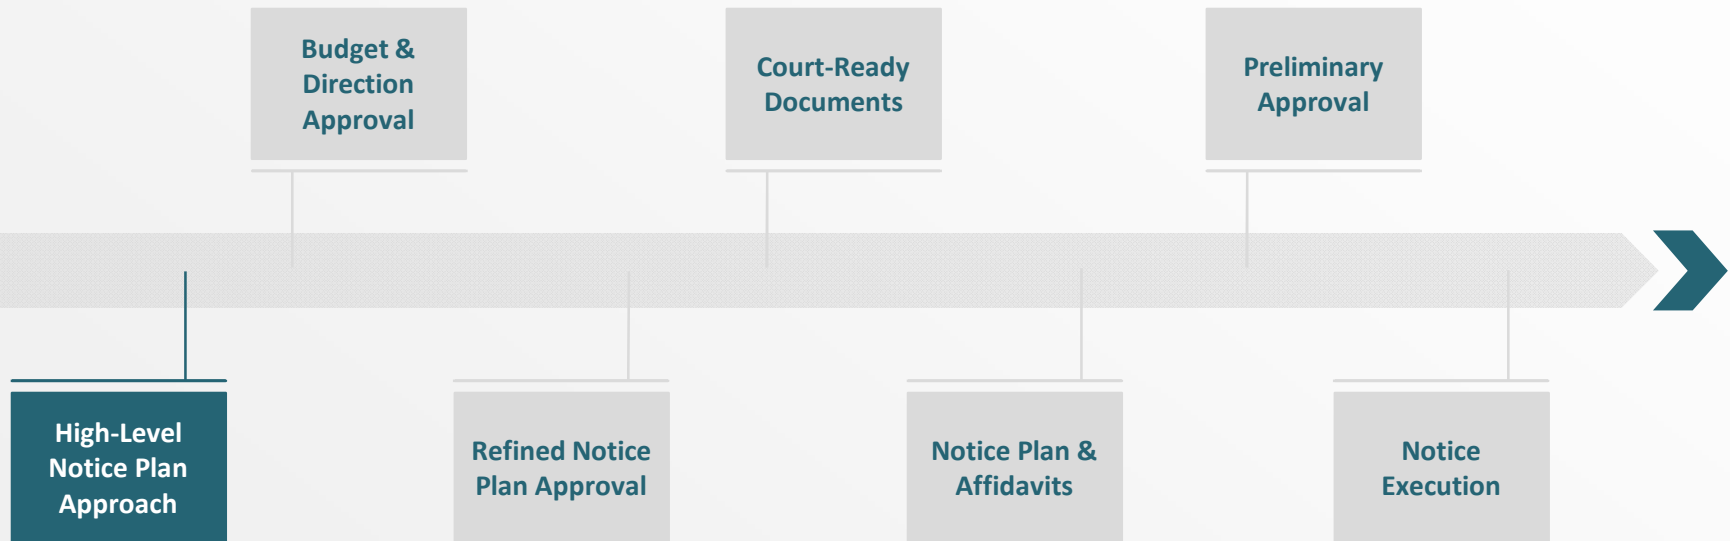 Budget &
Direction
Approval
Court-Ready
Documents
Preliminary
Approval
High-Level
Notice Plan
Approach
Refined Notice
Plan Approval
Notice Plan &
Affidavits
Notice
Execution